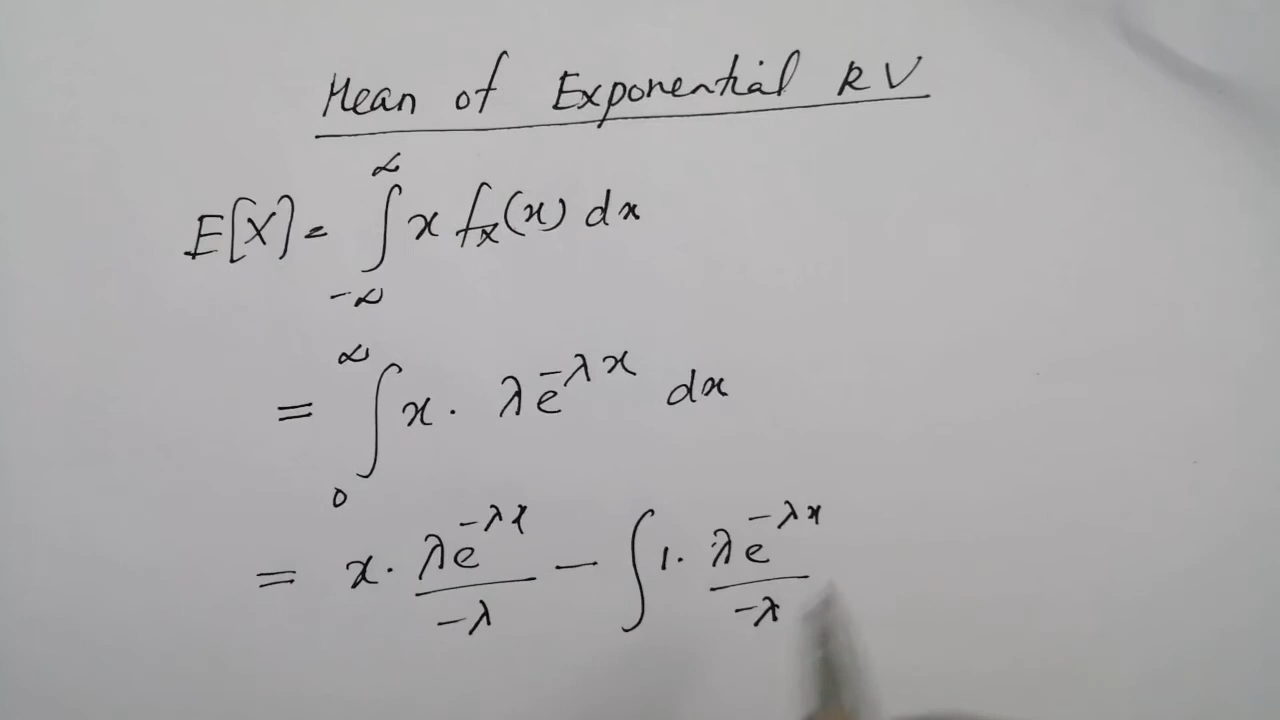 Mean of Exponential RV
E[X] = ∫_{-∞}^{∞} x f_X(x) dx
= ∫_{0}^{∞} x · λe^{-λx} dx
= x · λe^{-λx} / -λ - ∫ 1 · λe^{-λx} / -λ